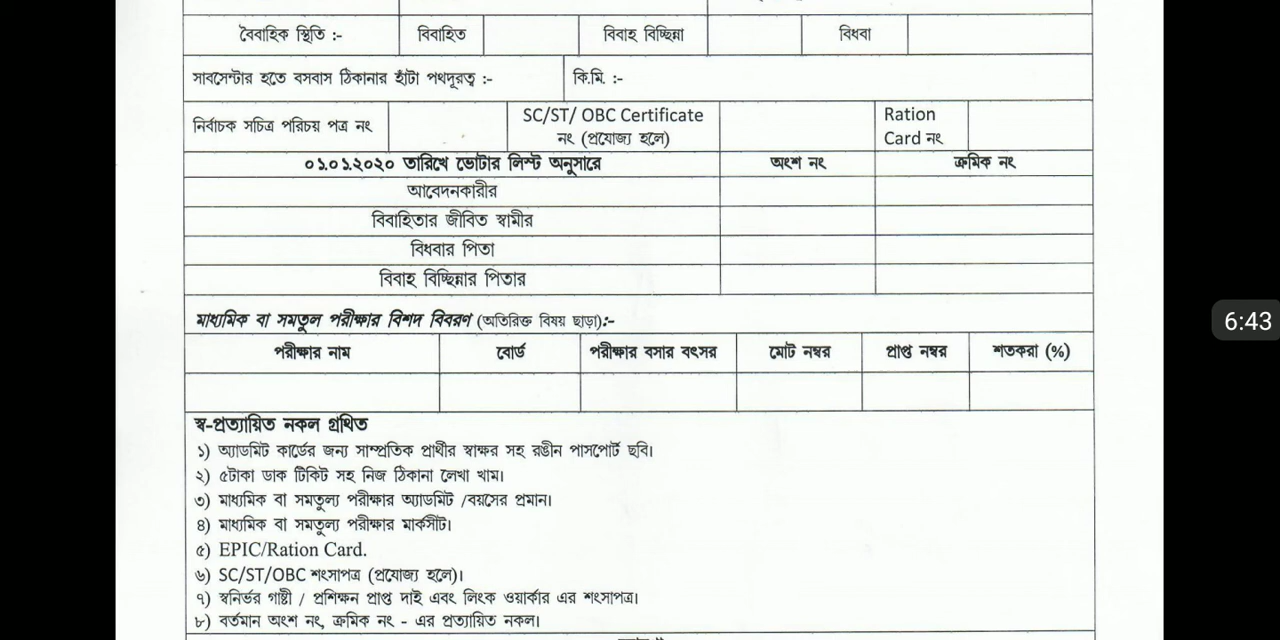 বৈবাহিক স্থিতি :- বিবাহিত বিবাহ বিচ্ছিন্না বিধবা
সাবসেন্টার হতে বসবাস ঠিকানার হাঁটা পথদূরত্ব :- কি.মি. :-
নির্বাচক সচিত্র পরিচয় পত্র নং SC/ST/ OBC Certificate নং (প্রযোজ্য হলে) Ration Card নং
০১.০১.২০২০ তারিখে ভোটার লিস্ট অনুসারে অংশ নং ক্রমিক নং
আবেদনকারীর
বিবাহিতার জীবিত স্বামীর
বিধবার পিতা
বিবাহ বিচ্ছিন্নার পিতার
মাধ্যমিক বা সমতুল পরীক্ষার বিশদ বিবরণ (অতিরিক্ত বিষয় ছাড়া):-
পরীক্ষার নাম বোর্ড পরীক্ষার বসার বৎসর মোট নম্বর প্রাপ্ত নম্বর শতকরা (%)
স্ব-প্রত্যায়িত নকল গ্রথিত
১) অ্যাডমিট কার্ডের জন্য সাম্প্রতিক প্রার্থীর স্বাক্ষর সহ রঙীন পাসপোর্ট ছবি।
২) ৫টাকা ডাক টিকিট সহ নিজ ঠিকানা লেখা খাম।
৩) মাধ্যমিক বা সমতুল্য পরীক্ষার অ্যাডমিট /বয়সের প্রমান।
৪) মাধ্যমিক বা সমতুল্য পরীক্ষার মার্কসীট।
৫) EPIC/Ration Card.
৬) SC/ST/OBC শংসাপত্র (প্রযোজ্য হলে)।
৭) স্বনির্ভর গাষ্টী / প্রশিক্ষন প্রাপ্ত দাই এবং লিংক ওয়ার্কার এর শংসাপত্র।
৮) বর্তমান অংশ নং, ক্রমিক নং - এর প্রত্যায়িত নকল।
6:43